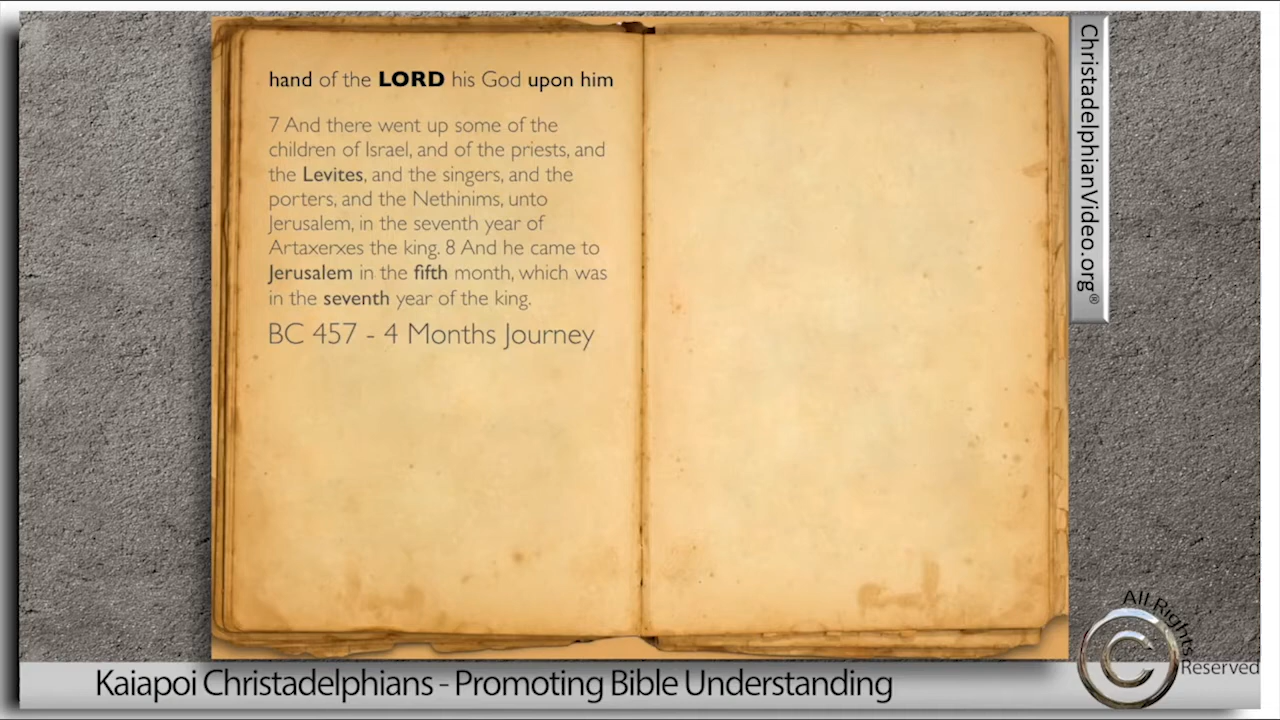 hand of the LORD his God upon him
7 And there went up some of the
children of Israel, and of the priests, and
the Levites, and the singers, and the
porters, and the Nethinims, unto
Jerusalem, in the seventh year of
Artaxerxes the king. 8 And he came to
Jerusalem in the fifth month, which was
in the seventh year of the king.
BC 457 - 4 Months Journey
ChristadelphianVideo.org®
All Rights
C
Reserved
Kaiapoi Christadelphians - Promoting Bible Understanding